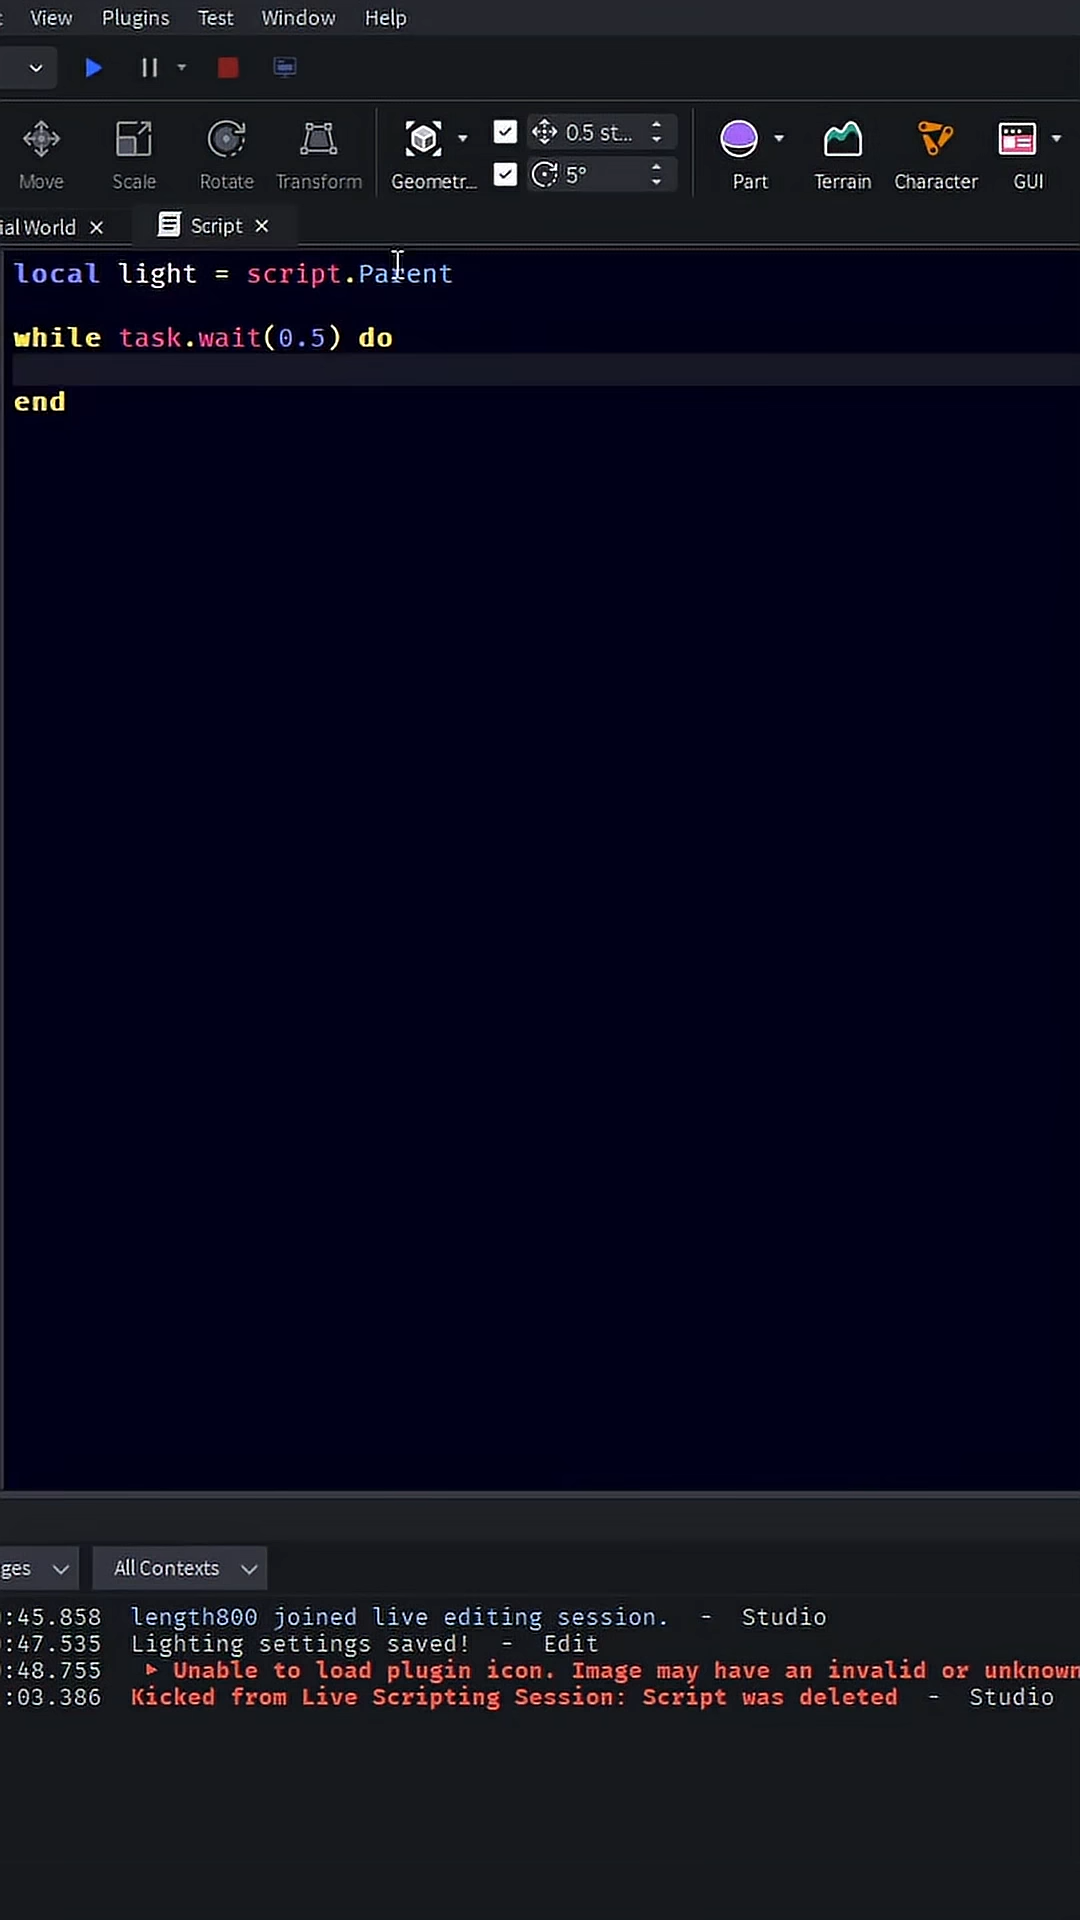 View Plugins Test Window Help
0.5 st...
5°
Move Scale Rotate Transform Geometr... Part Terrain Character GUI
ial World Script
local light = script.Parent
while task.wait(0.5) do
end
ges All Contexts
:45.858 length800 joined live editing session. - Studio
:47.535 Lighting settings saved! - Edit
:48.755 Unable to load plugin icon. Image may have an invalid or unknown
:03.386 Kicked from Live Scripting Session: Script was deleted - Studio